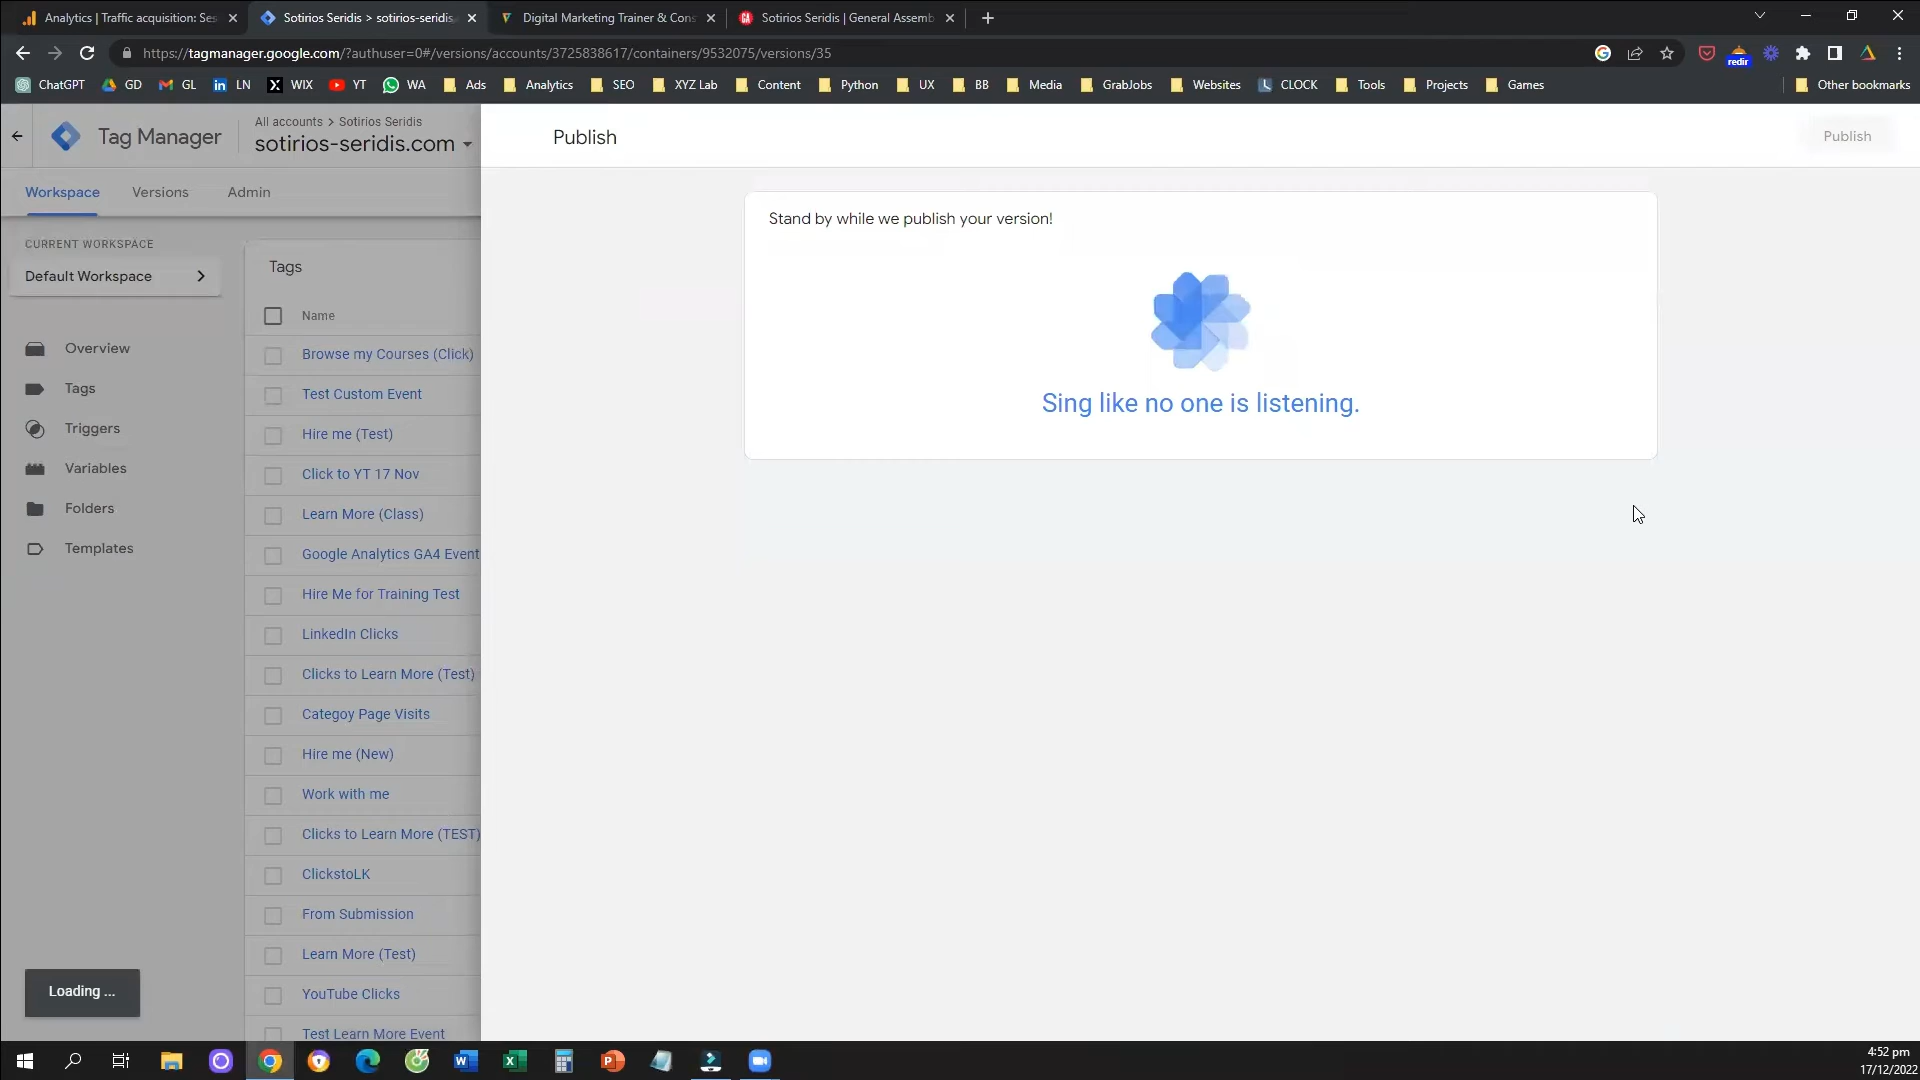 Analytics | Traffic acquisition: Ses
Sotirios Seridis > sotirios-seridis
Digital Marketing Trainer & Cons
Sotirios Seridis | General Assemb
https://tagmanager.google.com/?authuser=0#/versions/accounts/3725838617/containers/9532075/versions/35
redir
ChatGPT GD GL LN WIX YT WA Ads Analytics SEO XYZ Lab Content Python UX BB Media GrabJobs Websites CLOCK Tools Projects Games Other bookmarks
Tag Manager
All accounts > Sotirios Seridis
sotirios-seridis.com
Publish
Publish
Workspace Versions Admin
CURRENT WORKSPACE
Default Workspace
Overview
Tags
Triggers
Variables
Folders
Templates
Loading ...
Tags
Name
Browse my Courses (Click)
Test Custom Event
Hire me (Test)
Click to YT 17 Nov
Learn More (Class)
Google Analytics GA4 Event
Hire Me for Training Test
LinkedIn Clicks
Clicks to Learn More (Test)
Categoy Page Visits
Hire me (New)
Work with me
Clicks to Learn More (TEST)
ClickstoLK
From Submission
Learn More (Test)
YouTube Clicks
Test Learn More Event
Stand by while we publish your version!
Sing like no one is listening.
4:52 pm
17/12/2022